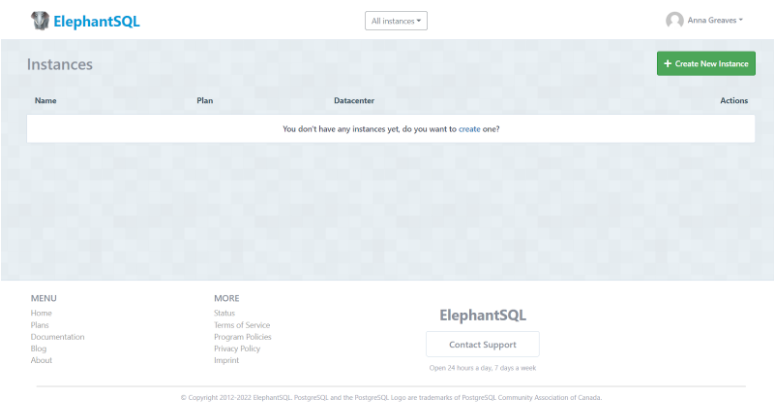 ElephantSQL
All instances
Anna Greaves
Instances
+ Create New Instance
Name Plan Datacenter Actions
You don't have any instances yet, do you want to create one?
MENU
Home
Plans
Documentation
Blog
About
MORE
Status
Terms of Service
Program Policies
Privacy Policy
Imprint
ElephantSQL
Contact Support
Open 24 hours a day, 7 days a week
© Copyright 2012-2022 ElephantSQL. PostgreSQL and the PostgreSQL Logo are trademarks of PostgreSQL Community Association of Canada.